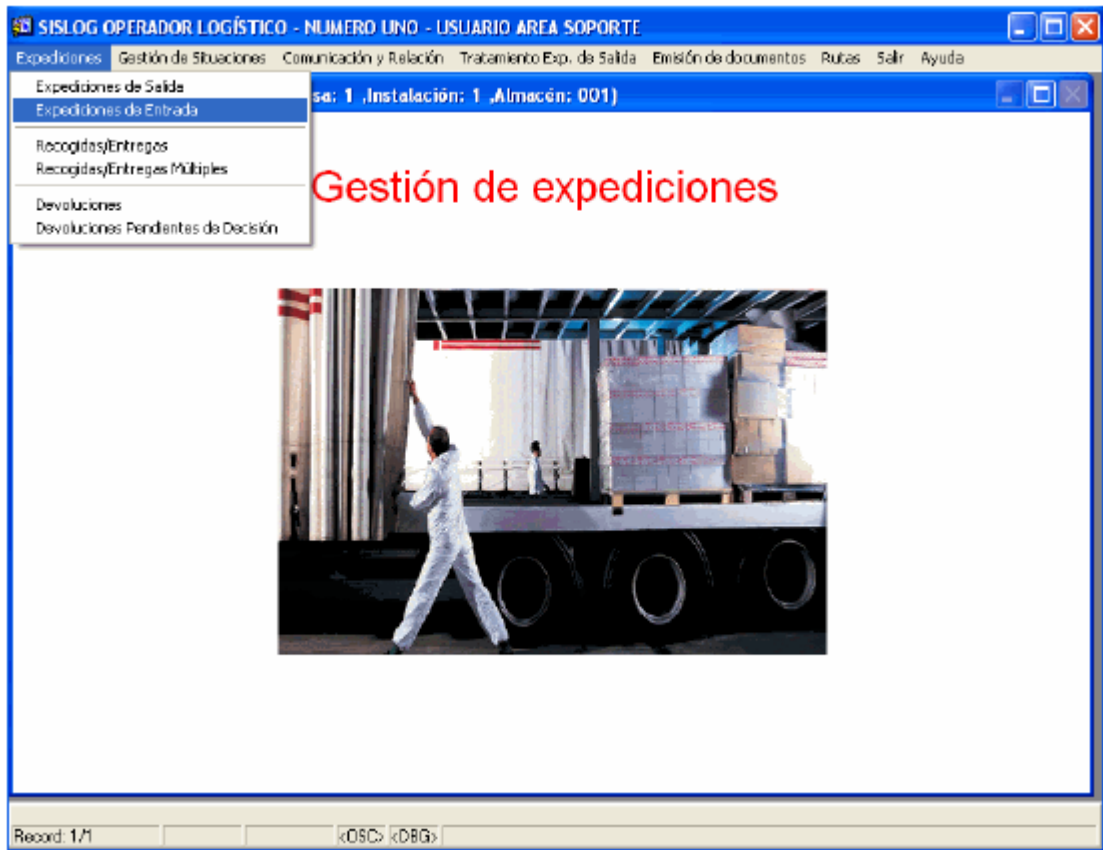 SISLOG OPERADOR LOGÍSTICO - NUMERO UNO - USUARIO AREA SOPORTE
Expediciones Gestión de Situaciones Comunicación y Relación Tratamiento Exp. de Salida Emisión de documentos Rutas Salir Ayuda
Expediciones de Salida
sa: 1 ,Instalación: 1 ,Almacén: 001)
Expediciones de Entrada
Recogidas/Entregas
Recogidas/Entregas Múltiples
Devoluciones
Devoluciones Pendientes de Decisión
Gestión de expediciones
Record: 1/1 <OSC> <DBG>